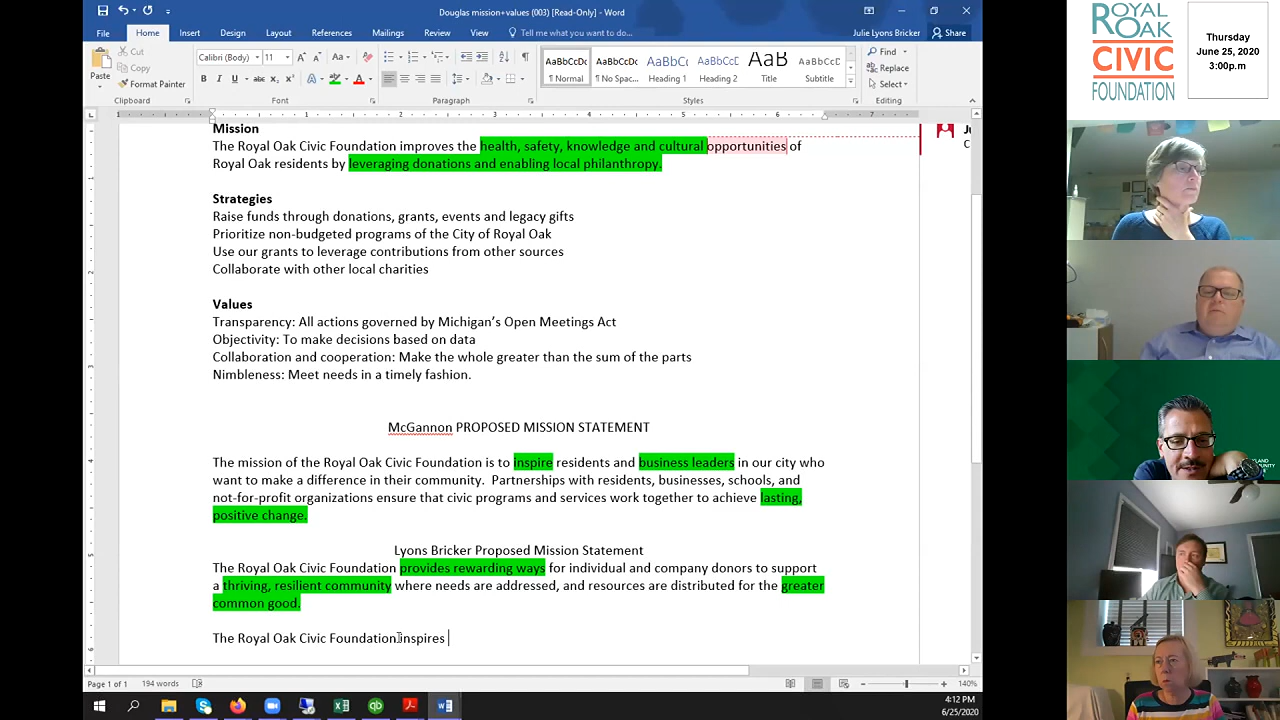 Douglas mission+values (003) [Read-Only] - Word
File
Home
Insert
Design
Layout
References
Mailings
Review
View
Tell me what you want to do...
Julie Lyons Bricker
Share
Paste
Cut
Copy
Format Painter
Clipboard
Calibri (Body)
11
Font
Paragraph
AaBbCcDc
¶ Normal
AaBbCcDc
¶ No Spac...
AaBbC
Heading 1
AaBbCcC
Heading 2
AaB
Title
AaBbCcC
Subtitle
Styles
Find
Replace
Select
Editing
Mission
The Royal Oak Civic Foundation improves the health, safety, knowledge and cultural opportunities of
Royal Oak residents by leveraging donations and enabling local philanthropy.
Strategies
Raise funds through donations, grants, events and legacy gifts
Prioritize non-budgeted programs of the City of Royal Oak
Use our grants to leverage contributions from other sources
Collaborate with other local charities
Values
Transparency: All actions governed by Michigan's Open Meetings Act
Objectivity: To make decisions based on data
Collaboration and cooperation: Make the whole greater than the sum of the parts
Nimbleness: Meet needs in a timely fashion.
McGannon PROPOSED MISSION STATEMENT
The mission of the Royal Oak Civic Foundation is to inspire residents and business leaders in our city who
want to make a difference in their community. Partnerships with residents, businesses, schools, and
not-for-profit organizations ensure that civic programs and services work together to achieve lasting,
positive change.
Lyons Bricker Proposed Mission Statement
The Royal Oak Civic Foundation provides rewarding ways for individual and company donors to support
a thriving, resilient community where needs are addressed, and resources are distributed for the greater
common good.
The Royal Oak Civic Foundation inspires
Page 1 of 1
194 words
140%
4:12 PM
6/25/2020
ROYAL
OAK
CIVIC
FOUNDATION
Thursday
June 25, 2020
3:00p.m